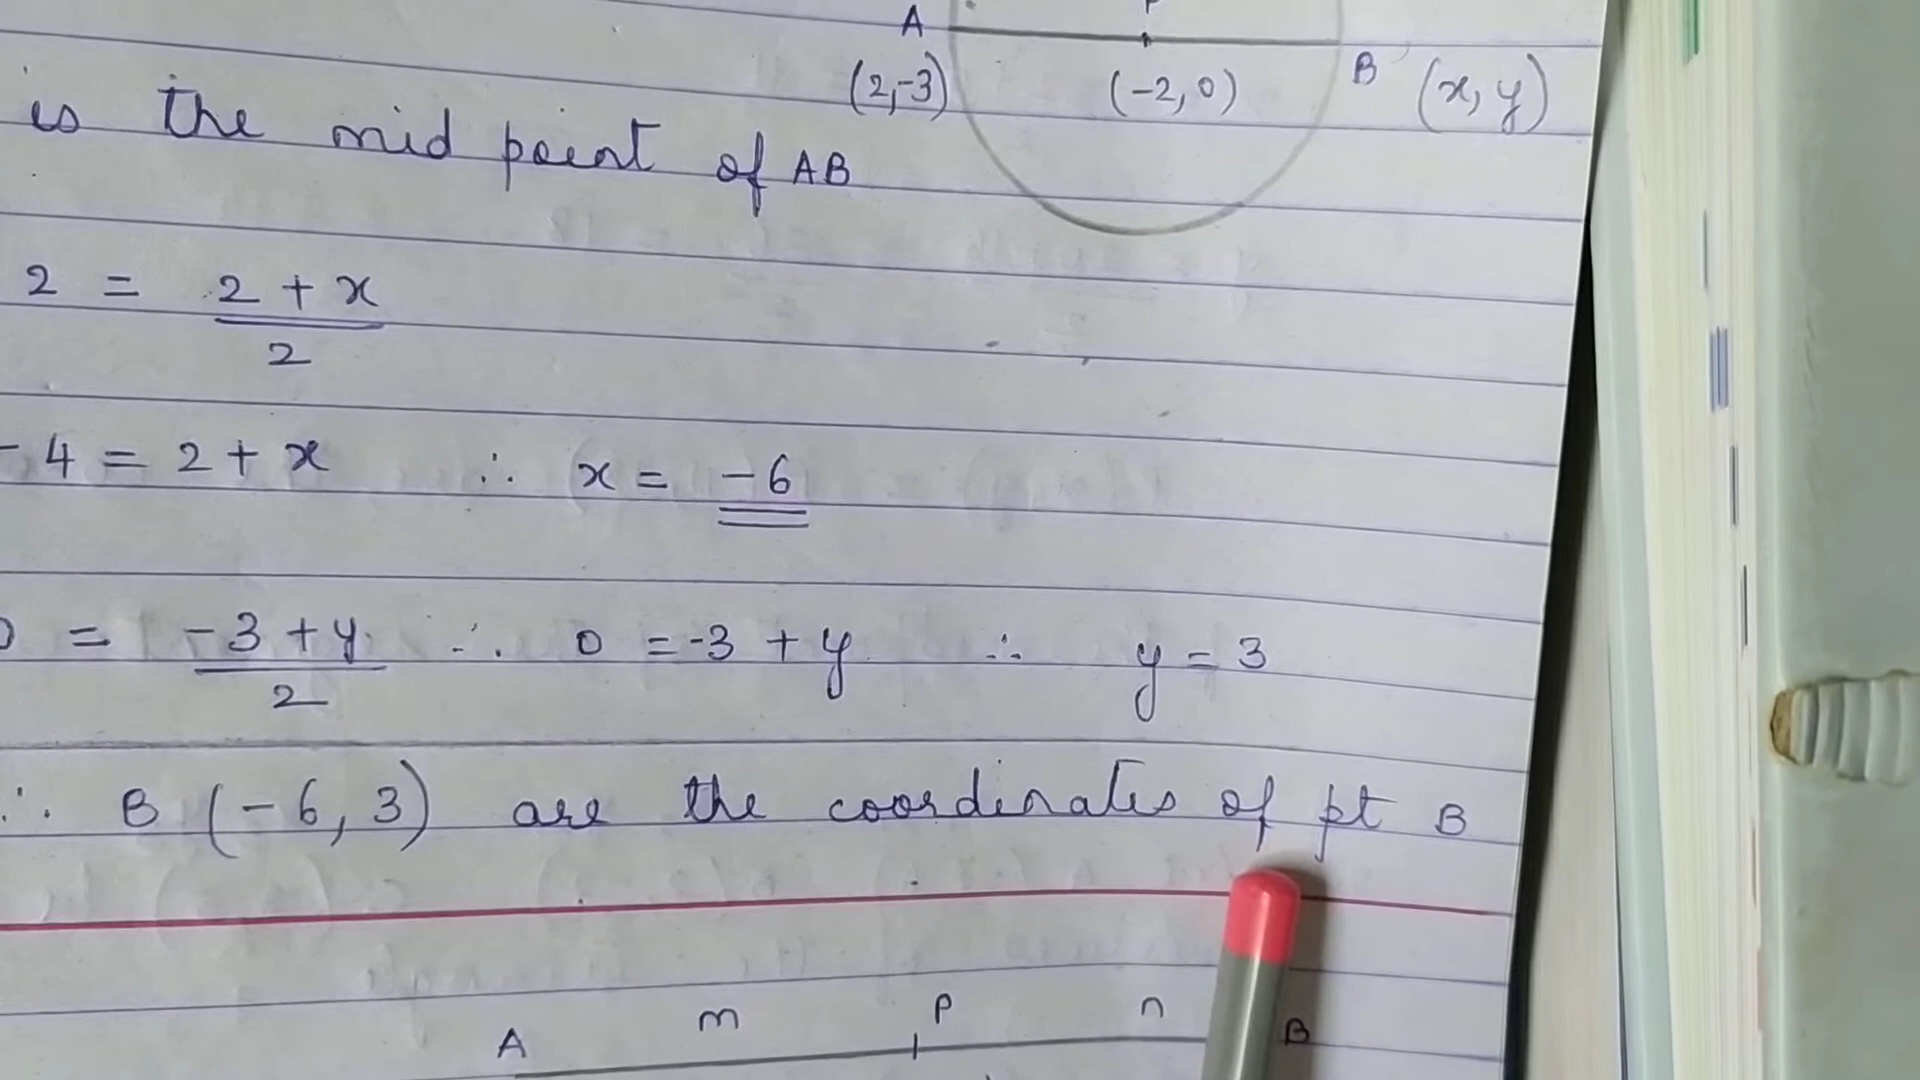 A
(2,-3) (-2,0) B (x, y)
is the mid point of AB
2 = 2 + x
2
- 4 = 2 + x ∴ x = -6
= -3 + y ∴ 0 = -3 + y ∴ y = 3
2
∴ B (-6, 3) are the coordinates of pt B
m P n
A B